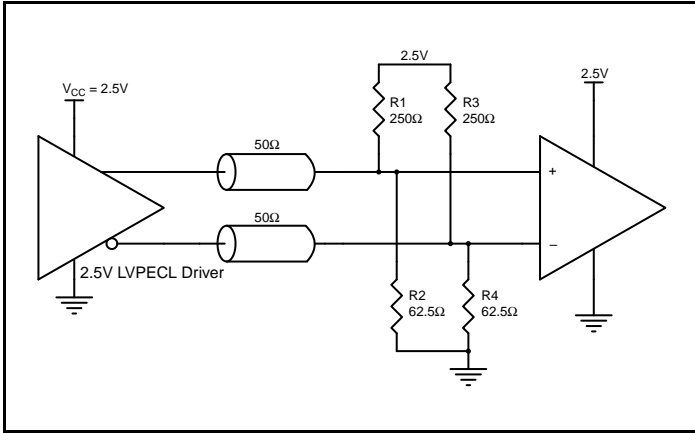 2.5V
V_CC = 2.5V
2.5V
R1
250Ω
R3
250Ω
50Ω
+
50Ω
–
2.5V LVPECL Driver
R2
62.5Ω
R4
62.5Ω